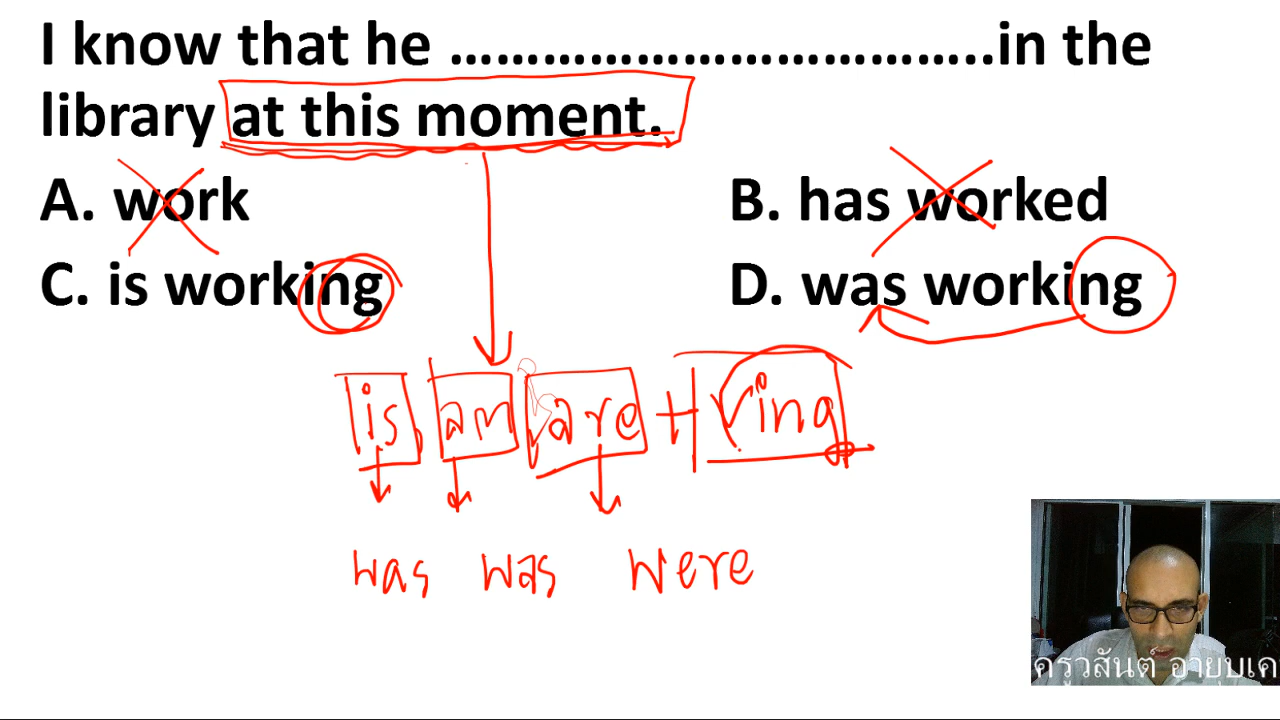 I know that he ………………………………..in the
library at this moment.
A. work
B. has worked
C. is working
D. was working
is, am, are + Ving
was was were
ครูวสันต์ อายุบเค